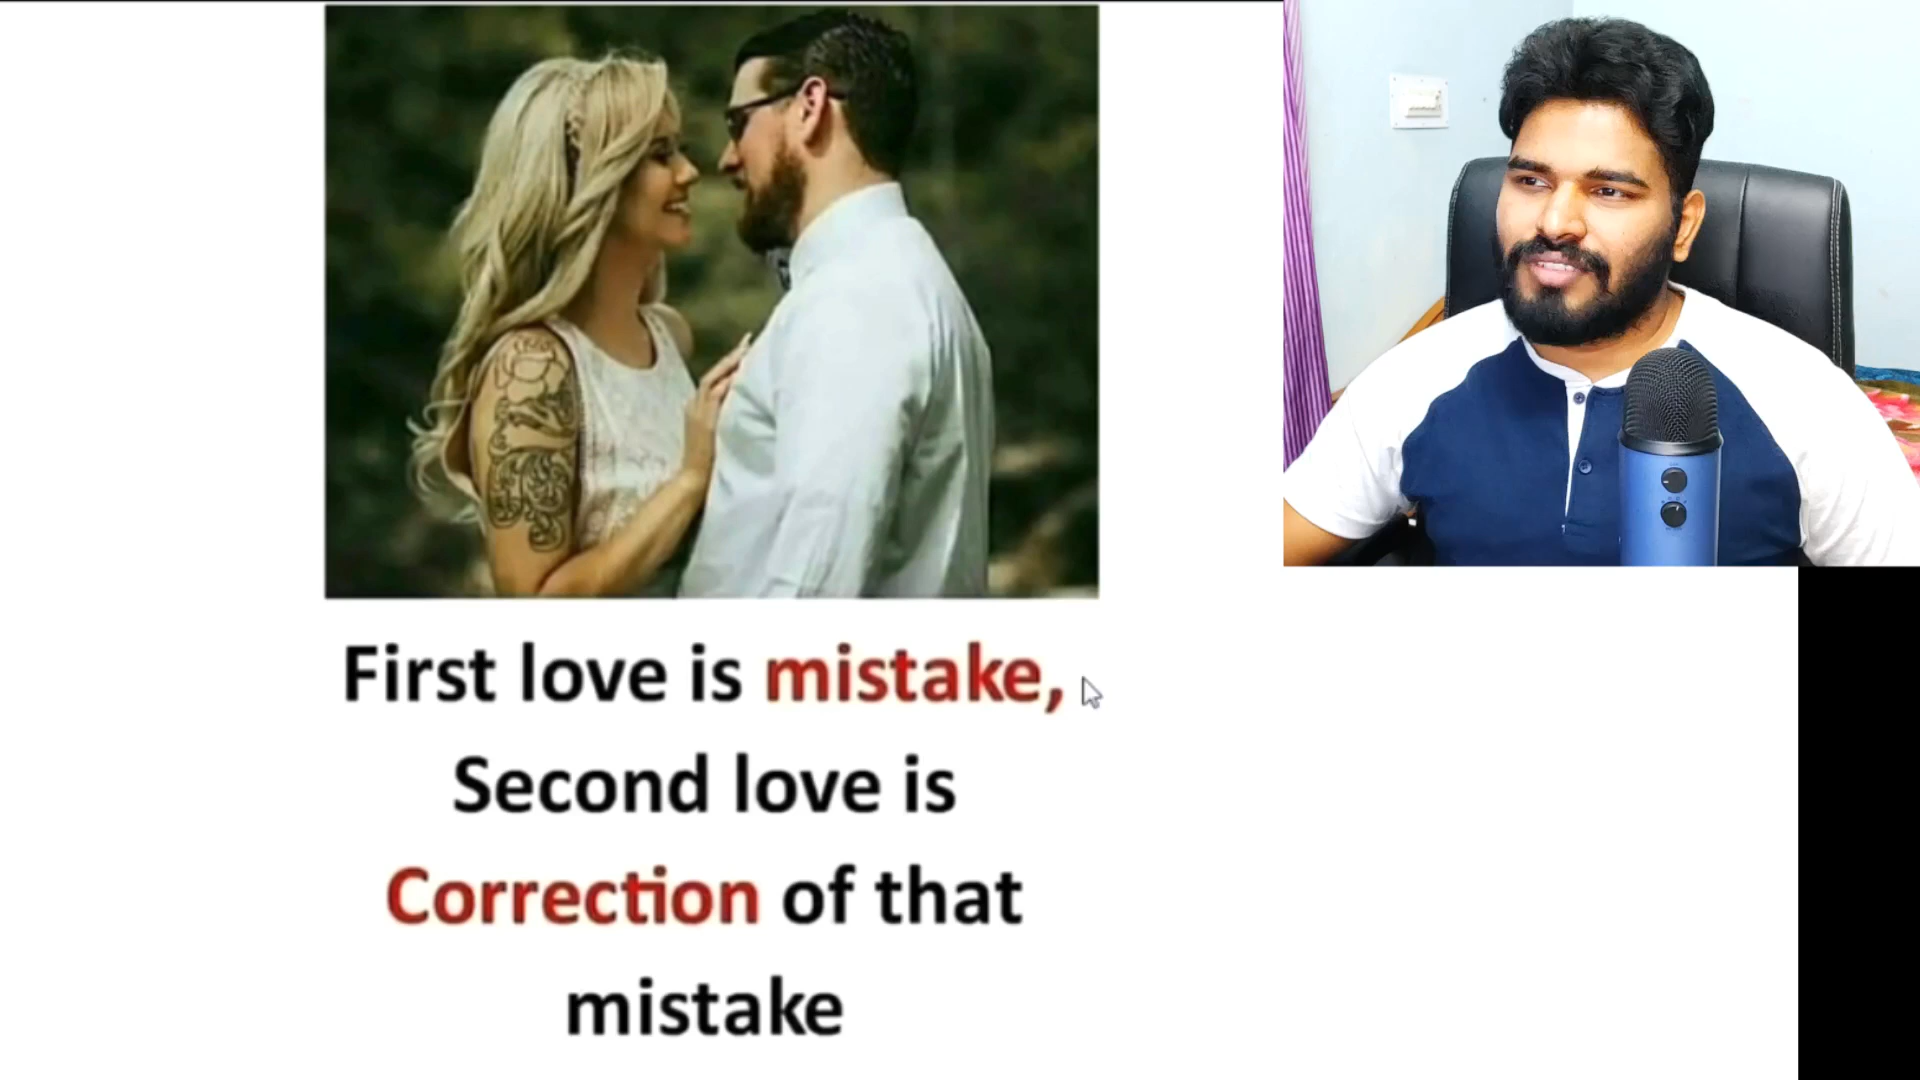 First love is mistake,
Second love is
Correction of that
mistake